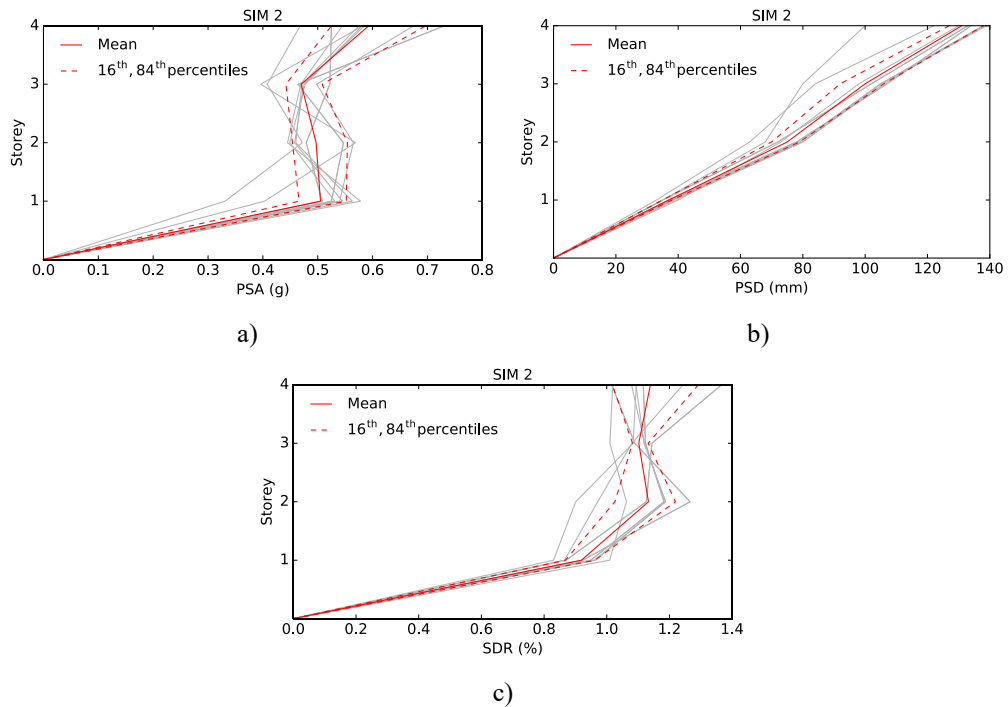 SIM 2
4
3
2
1
Storey
Mean
16th, 84th percentiles
0.0 0.1 0.2 0.3 0.4 0.5 0.6 0.7 0.8
PSA (g)
a)
SIM 2
4
3
2
1
Storey
Mean
16th, 84th percentiles
0 20 40 60 80 100 120 140
PSD (mm)
b)
SIM 2
4
3
2
1
Storey
Mean
16th, 84th percentiles
0.0 0.2 0.4 0.6 0.8 1.0 1.2 1.4
SDR (%)
c)